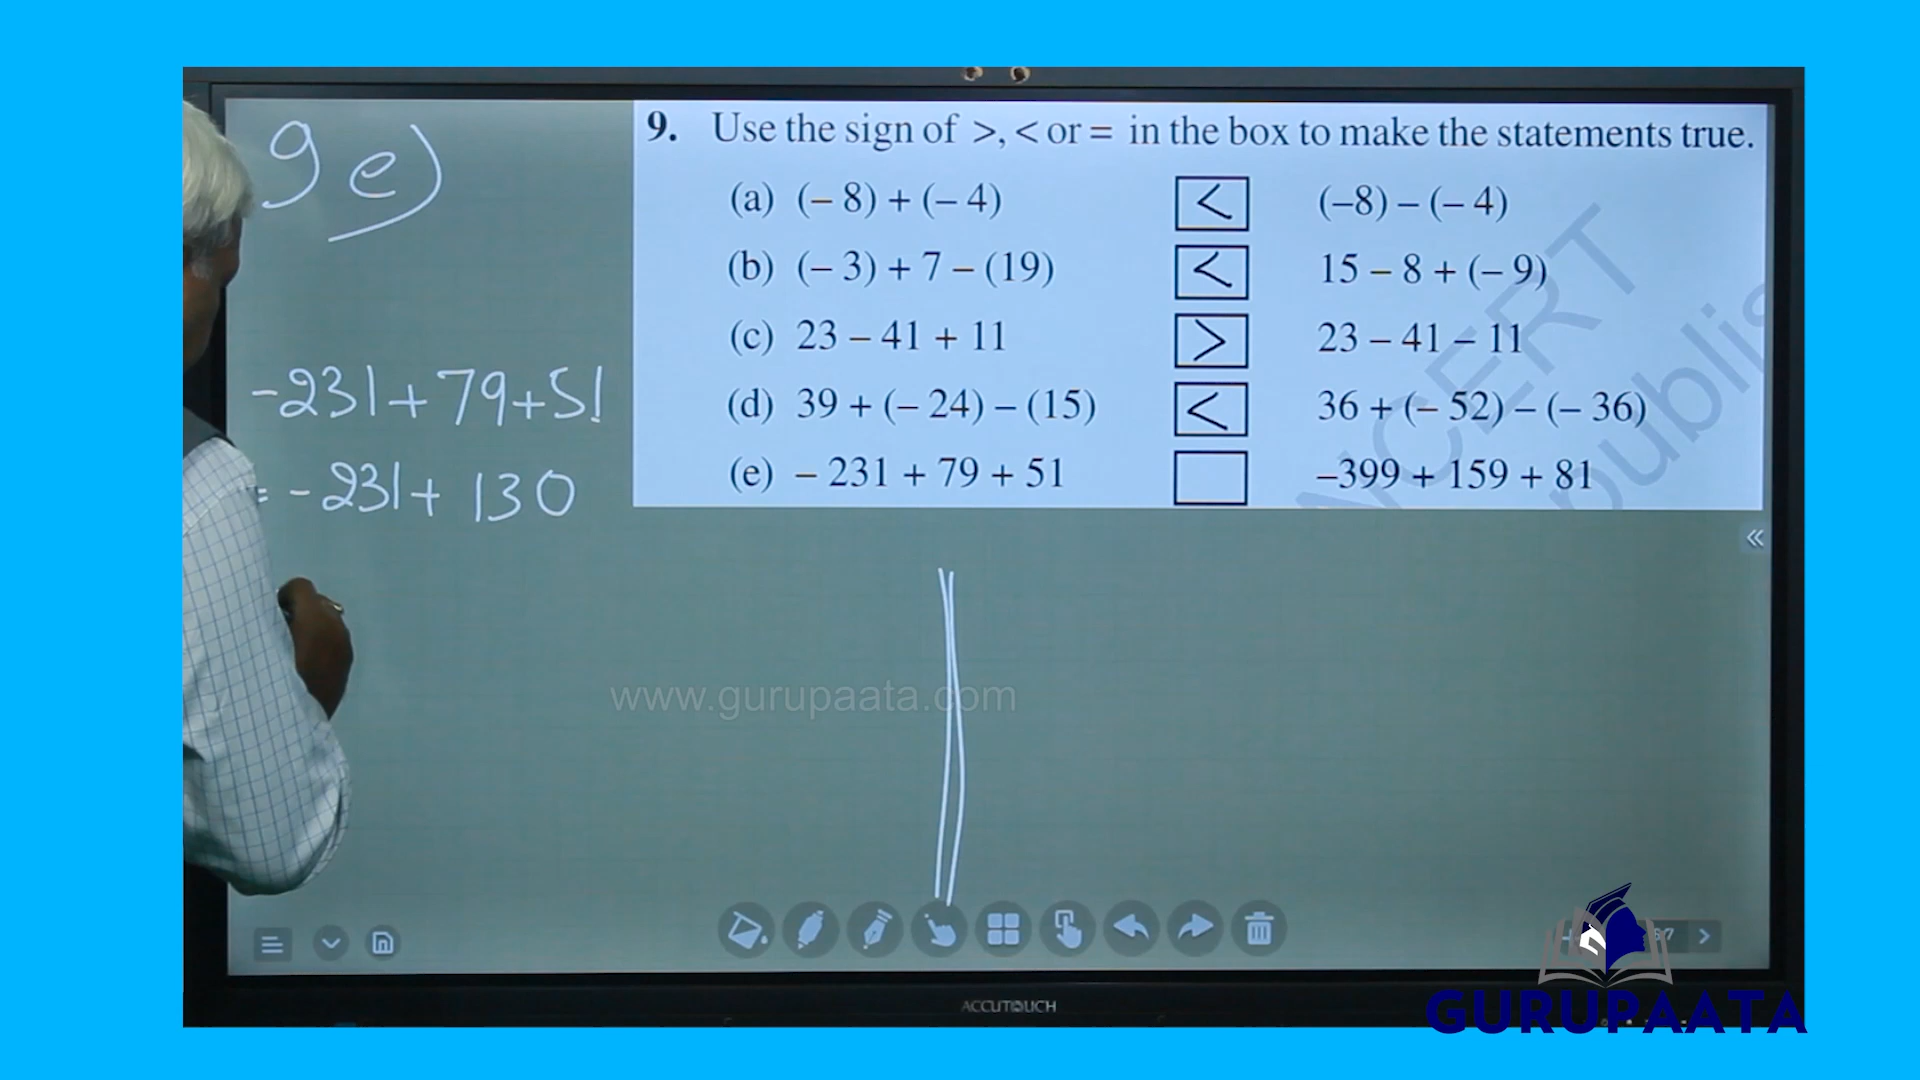 9 e)
9. Use the sign of >, < or = in the box to make the statements true.
(a) (– 8) + (– 4) < (–8) – (– 4)
(b) (– 3) + 7 – (19) < 15 – 8 + (– 9)
(c) 23 – 41 + 11 > 23 – 41 – 11
(d) 39 + (– 24) – (15) < 36 + (– 52) – (– 36)
(e) – 231 + 79 + 51 –399 + 159 + 81
NCERT
-231+79+51
= -231+ 130
www.gurupaata.com
ACCUTOUCH
GURUPAATA